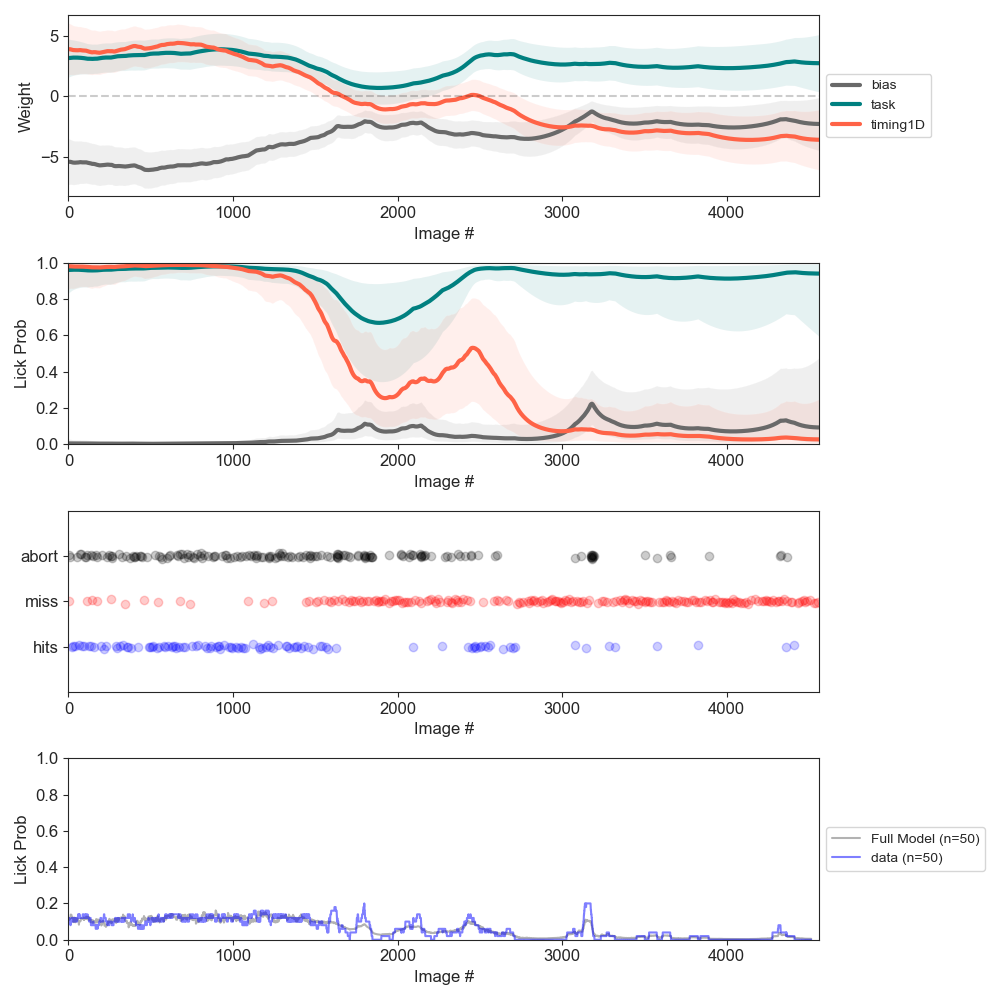 5
0
−5
Weight
0
1000
2000
3000
4000
Image #
bias
task
timing1D
1.0
0.8
0.6
0.4
0.2
0.0
Lick Prob
0
1000
2000
3000
4000
Image #
abort
miss
hits
0
1000
2000
3000
4000
Image #
1.0
0.8
0.6
0.4
0.2
0.0
Lick Prob
0
1000
2000
3000
4000
Image #
Full Model (n=50)
data (n=50)